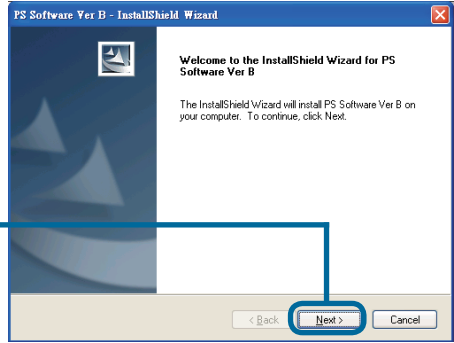 PS Software Ver B - InstallShield Wizard
Welcome to the InstallShield Wizard for PS
Software Ver B
The InstallShield Wizard will install PS Software Ver B on
your computer. To continue, click Next.
< Back
Next >
Cancel